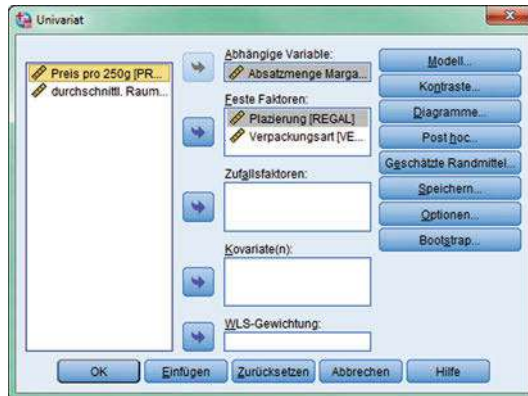 Univariat
Preis pro 250g [PR...
durchschnittl. Raum...
Abhängige Variable:
Absatzmenge Marga...
Feste Faktoren:
Plazierung [REGAL]
Verpackungsart [VE...
Zufallsfaktoren:
Kovariate(n):
WLS-Gewichtung:
Modell...
Kontraste...
Diagramme...
Post hoc...
Geschätzte Randmittel...
Speichern...
Optionen...
Bootstrap...
OK
Einfügen
Zurücksetzen
Abbrechen
Hilfe